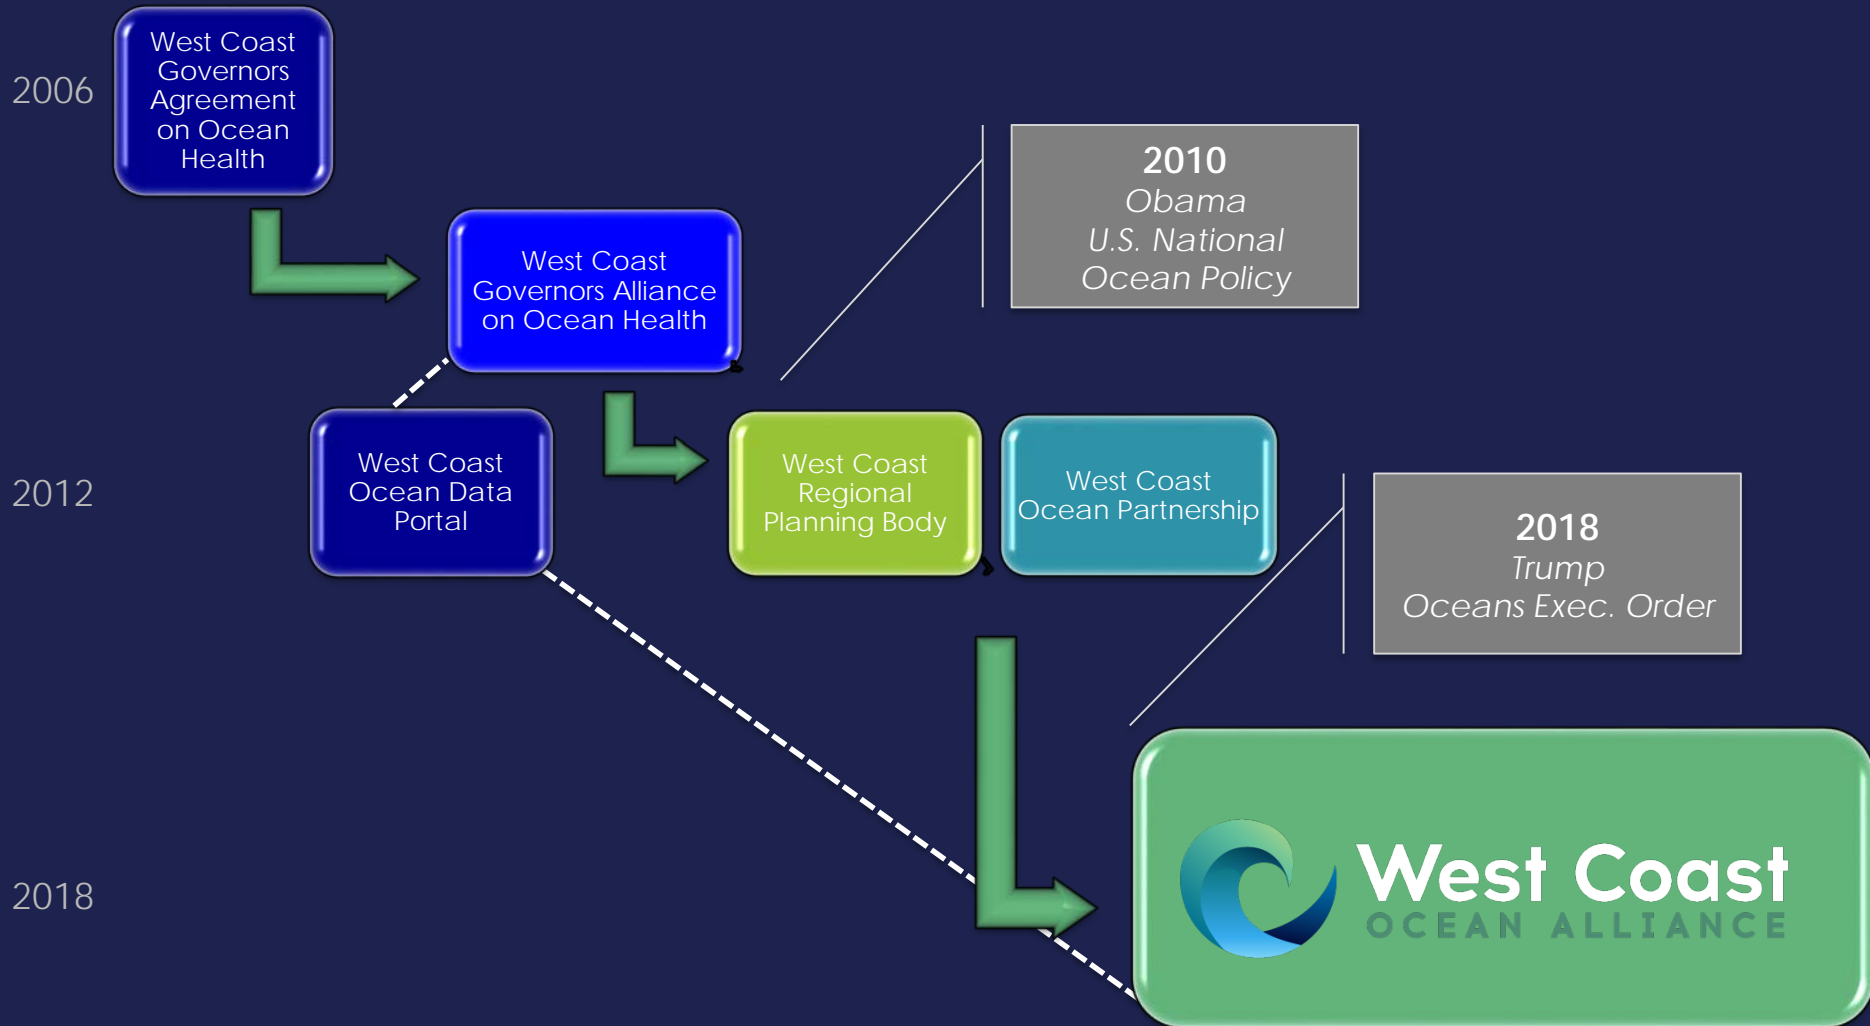 2006
West Coast
Governors
Agreement
on Ocean
Health
West Coast
Governors Alliance
on Ocean Health
2010
Obama
U.S. National
Ocean Policy
2012
West Coast
Ocean Data
Portal
West Coast
Regional
Planning Body
West Coast
Ocean Partnership
2018
Trump
Oceans Exec. Order
2018
West Coast
OCEAN ALLIANCE